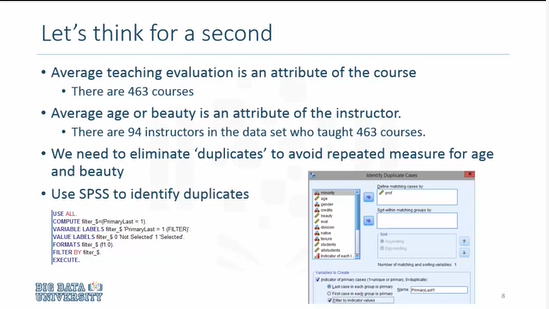 Let's think for a second
• Average teaching evaluation is an attribute of the course
• There are 463 courses
• Average age or beauty is an attribute of the instructor.
• There are 94 instructors in the data set who taught 463 courses.
• We need to eliminate 'duplicates' to avoid repeated measure for age
and beauty
• Use SPSS to identify duplicates
USE ALL.
COMPUTE filter_$=(PrimaryLast = 1).
VARIABLE LABELS filter_$ 'PrimaryLast = 1 (FILTER)'
VALUE LABELS filter_$ 0 'Not Selected' 1 'Selected'.
FORMATS filter_$ (f1.0).
FILTER BY filter_$.
EXECUTE.
Identify Duplicate Cases
minority
age
gender
credits
beauty
eval
division
native
tenure
students
allstudents
Indicator of each l
Define matching cases by:
prof
Sort within matching groups by:
Sort
Ascending
Descending
Number of matching and sorting variables: 1
Variables to Create
Indicator of primary cases (1=unique or primary, 0=duplicate)
Last case in each group is primary
Name: PrimaryLast1
First case in each group is primary
Filter by indicator values
BIG DATA
UNIVERSITY
8